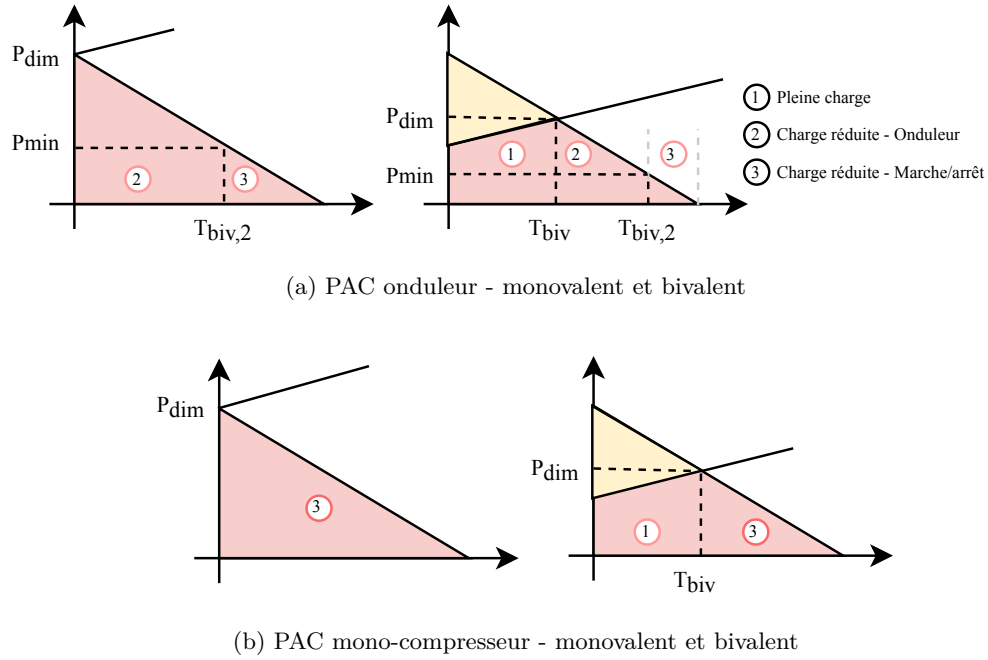 Pdim
Pmin
2
3
Tbiv,2
Pdim
Pmin
1
2
3
Tbiv
Tbiv,2
1 Pleine charge
2 Charge réduite - Onduleur
3 Charge réduite - Marche/arrêt
(a) PAC onduleur - monovalent et bivalent
Pdim
3
Pdim
1
3
Tbiv
(b) PAC mono-compresseur - monovalent et bivalent